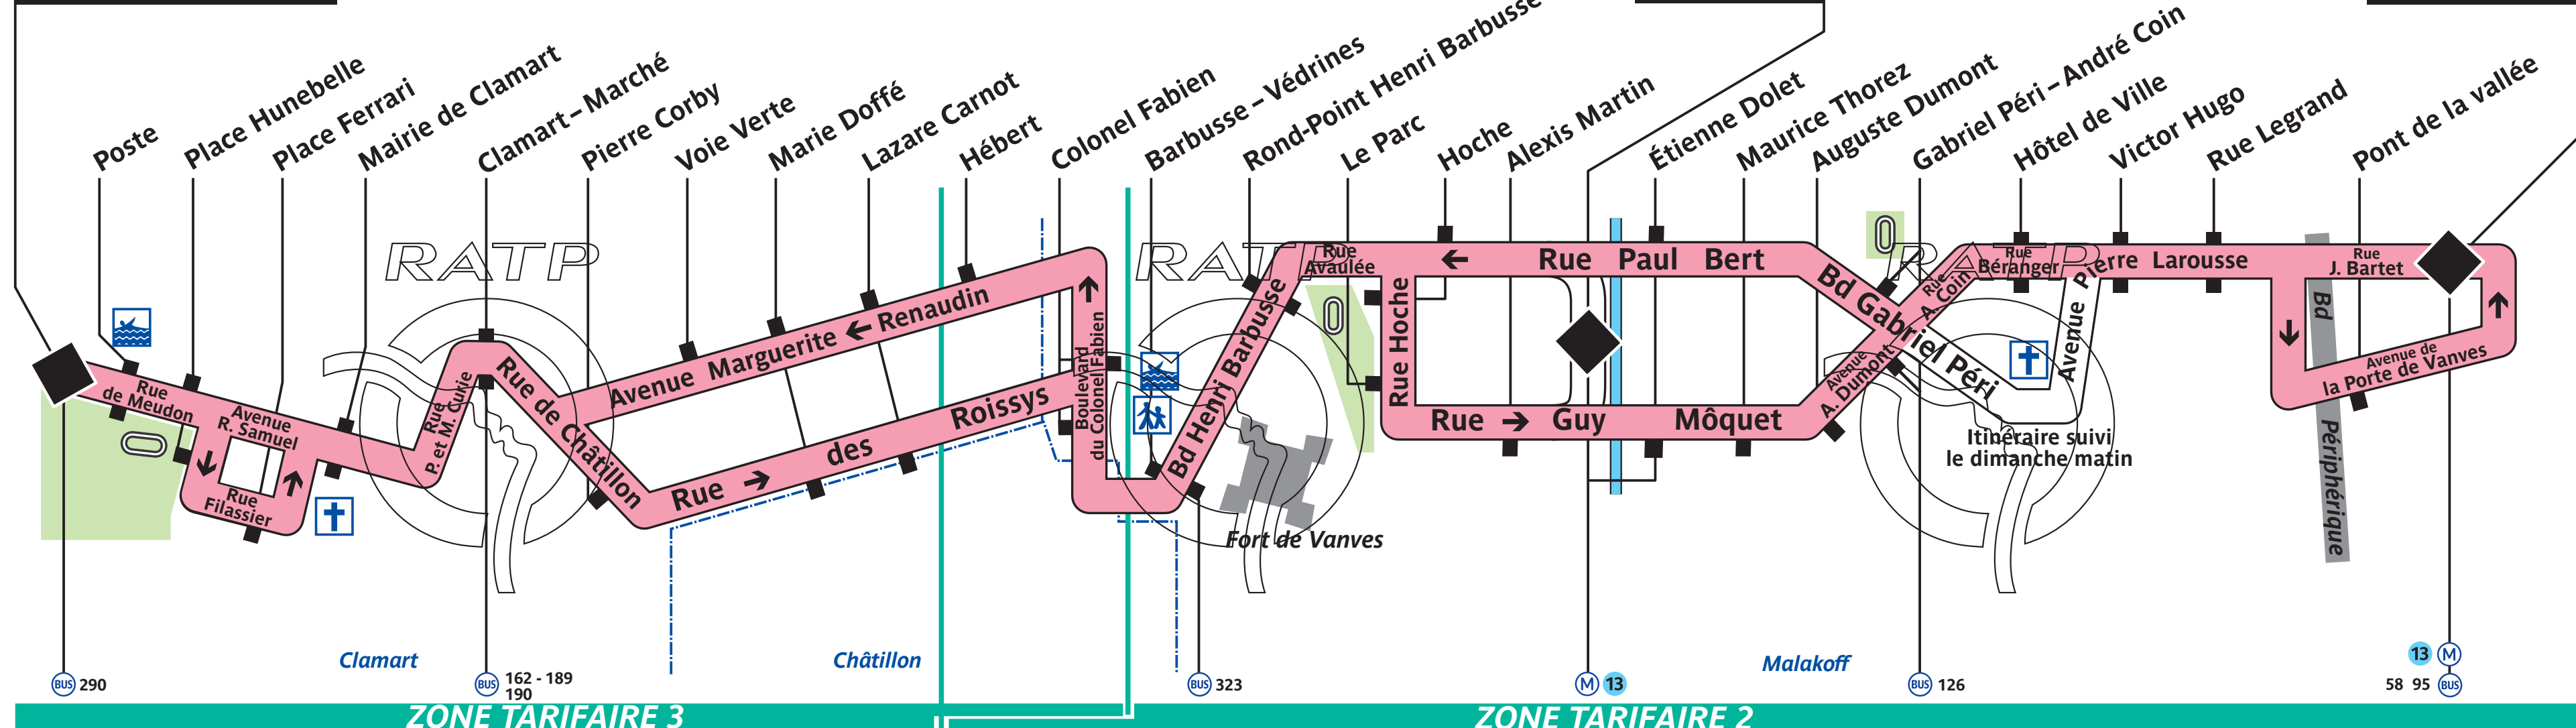 Poste
Place Hunebelle
Place Ferrari
Mairie de Clamart
Clamart – Marché
Pierre Corby
Voie Verte
Marie Doffé
Lazare Carnot
Hébert
Colonel Fabien
Barbusse – Védrines
Rond-Point Henri Barbusse
Le Parc
Hoche
Alexis Martin
Étienne Dolet
Maurice Thorez
Auguste Dumont
Gabriel Péri – André Coin
Hôtel de Ville
Victor Hugo
Rue Legrand
Pont de la vallée
RATP
RATP
RATP
Rue
de Meudon
Avenue
R. Samuel
Rue
Filassier
Rue
P. et M. Curie
Rue de Châtillon
Avenue Marguerite ← Renaudin
Rue → des Roissys
Boulevard
du Colonel Fabien
Bd Henri Barbusse
Rue
Avaulée
Rue Hoche
← Rue Paul Bert
Rue → Guy Môquet
Bd Gabriel Péri
Avenue
A. Dumont
Rue
A. Coin
Rue
Béranger
Avenue Pierre Larousse
Itinéraire suivi
le dimanche matin
Rue
J. Bartet
Bd Périphérique
Avenue de
la Porte de Vanves
Fort de Vanves
Clamart
Châtillon
Malakoff
BUS 290
BUS 162 - 189
190
BUS 323
M 13
BUS 126
13 M
58 95 BUS
ZONE TARIFAIRE 3
ZONE TARIFAIRE 2